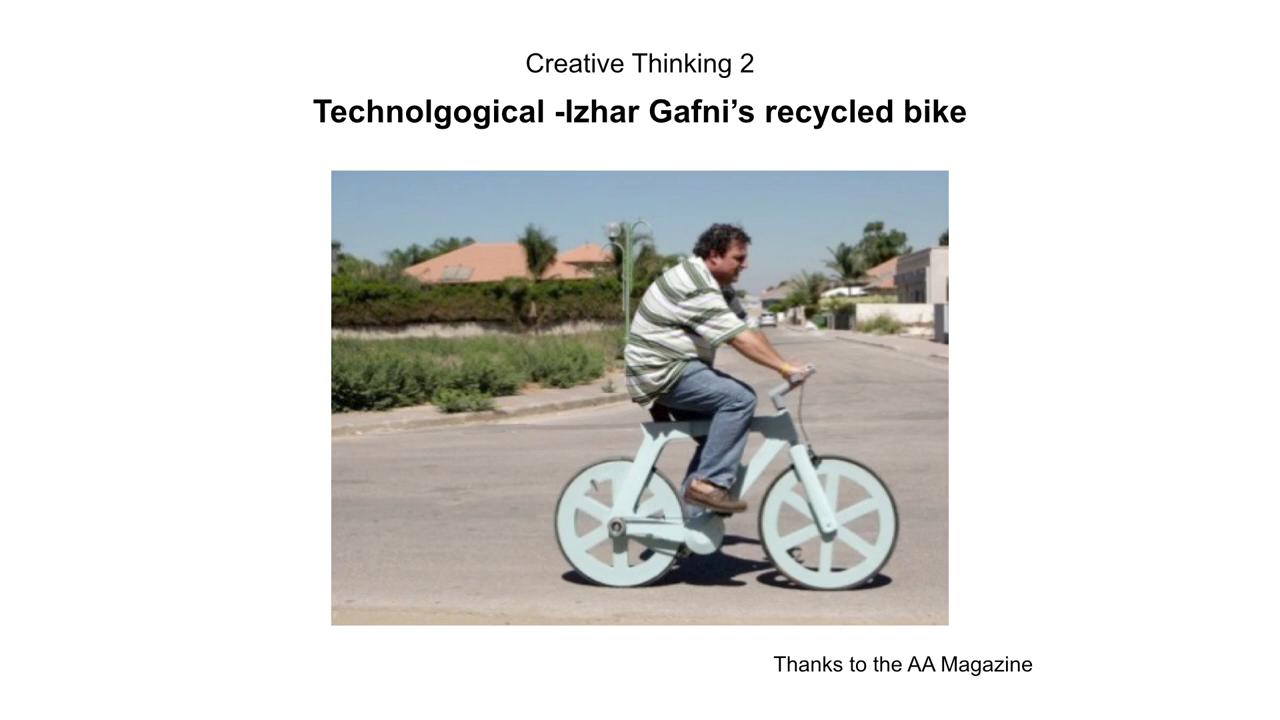 Creative Thinking 2
Technolgogical -Izhar Gafni’s recycled bike
Thanks to the AA Magazine